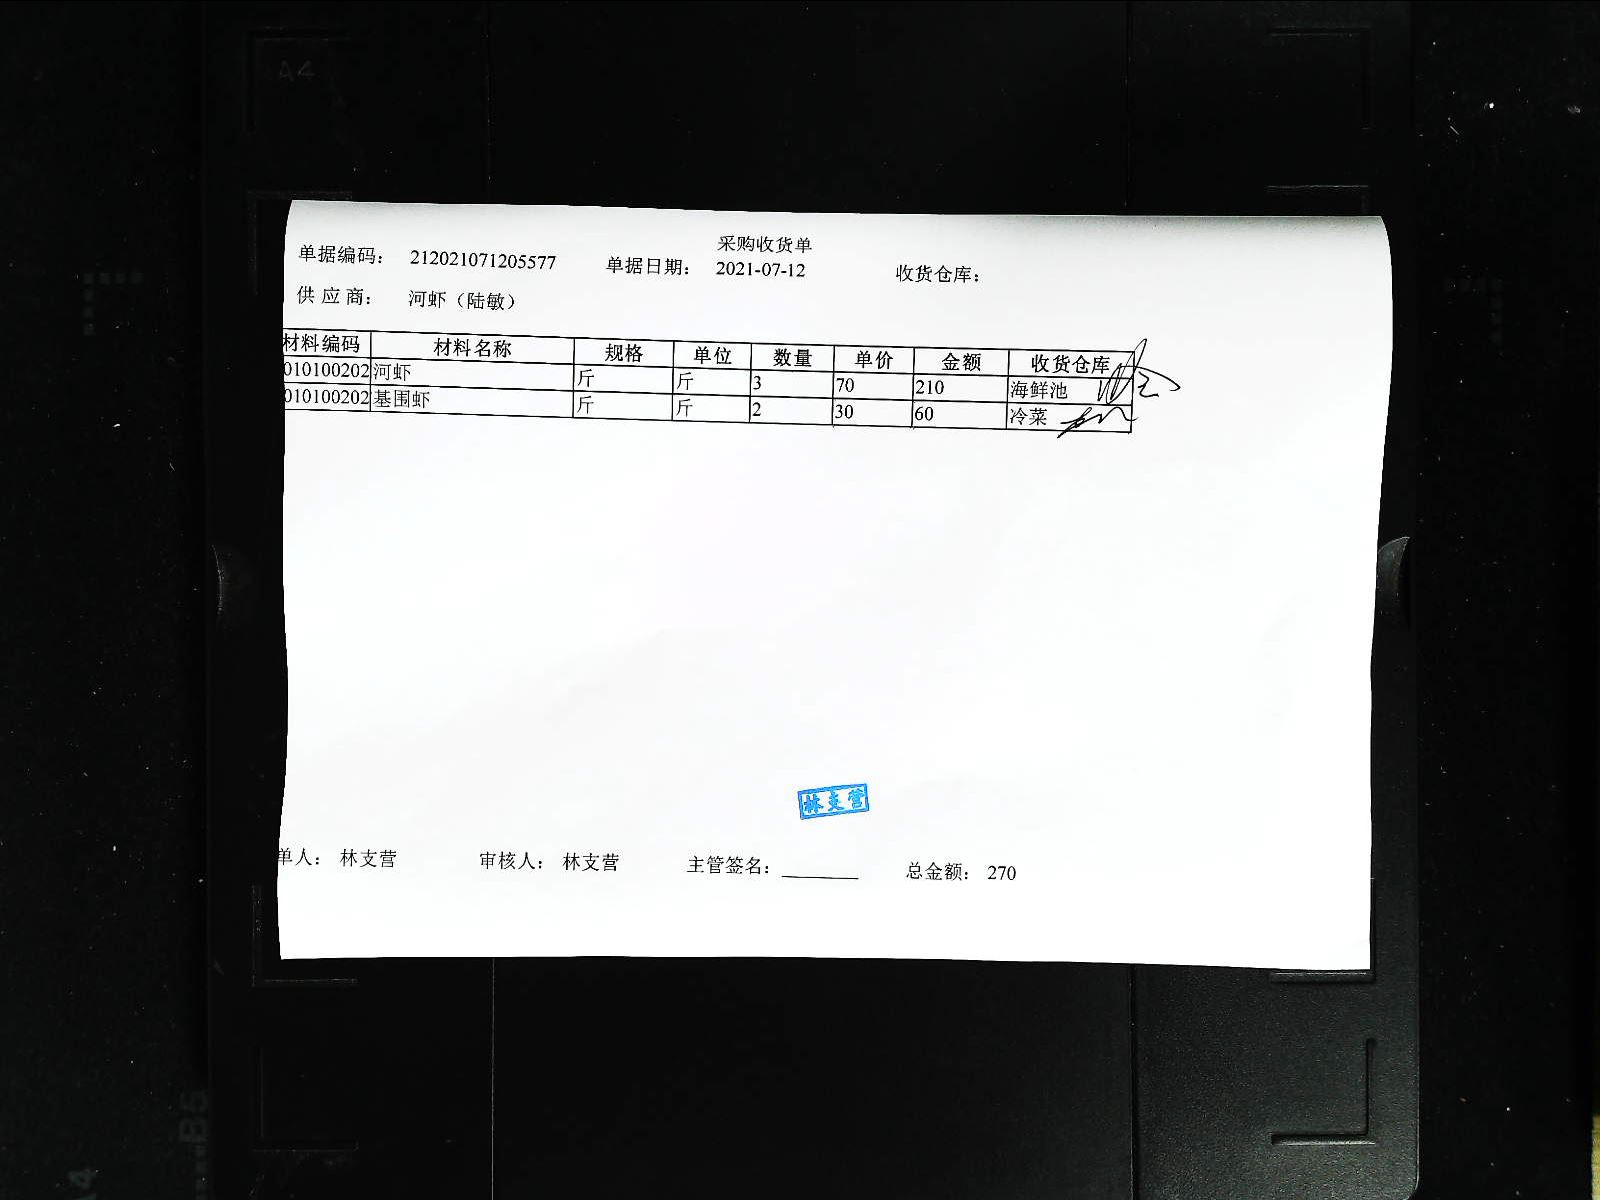 A4
采购收货单
单据编码： 212021071205577 单据日期： 2021-07-12 收货仓库：
供 应 商： 河虾（陆敏）
材料编码 材料名称 规格 单位 数量 单价 金额 收货仓库
010100202 河虾 斤 斤 3 70 210 海鲜池
010100202 基围虾 斤 斤 2 30 60 冷菜
林支营
单人： 林支营 审核人： 林支营 主管签名： 总金额： 270
B5
A4